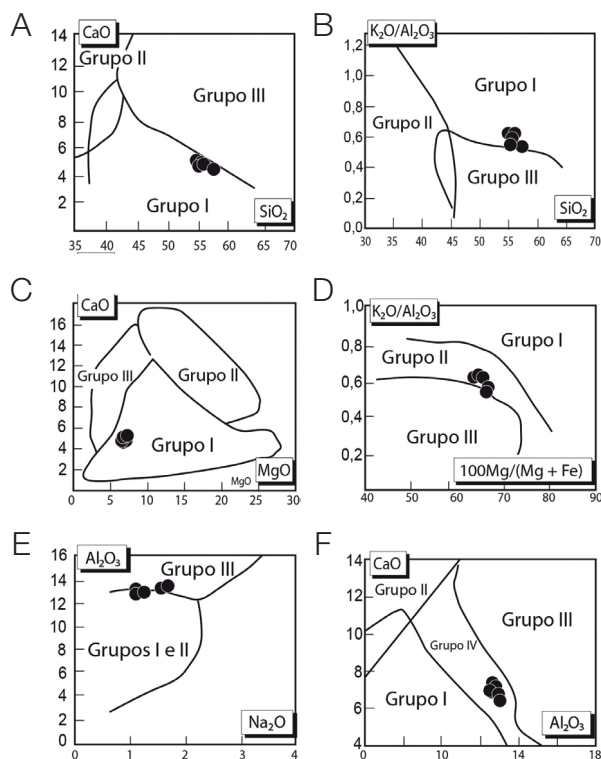 A
CaO
14
12
10
8
6
4
2
Grupo II
Grupo III
Grupo I
SiO₂
35 40 45 50 55 60 65 70
B
K₂O/Al₂O₃
1,2
1,0
0,8
0,6
0,4
0,2
0,0
Grupo I
Grupo II
Grupo III
SiO₂
30 35 40 45 50 55 60 65 70
C
CaO
16
14
12
10
8
6
4
2
Grupo III
Grupo II
Grupo I
MgO
MgO
0 5 10 15 20 25 30
D
K₂O/Al₂O₃
1,0
0,8
0,6
0,4
0,2
Grupo I
Grupo II
Grupo III
100Mg/(Mg + Fe)
40 50 60 70 80 90
E
Al₂O₃
16
14
12
10
8
6
4
2
0
Grupo III
Grupos I e II
Na₂O
0 1 2 3 4
F
CaO
14
12
10
8
6
4
Grupo II
Grupo III
Grupo IV
Grupo I
Al₂O₃
0 10 14 18